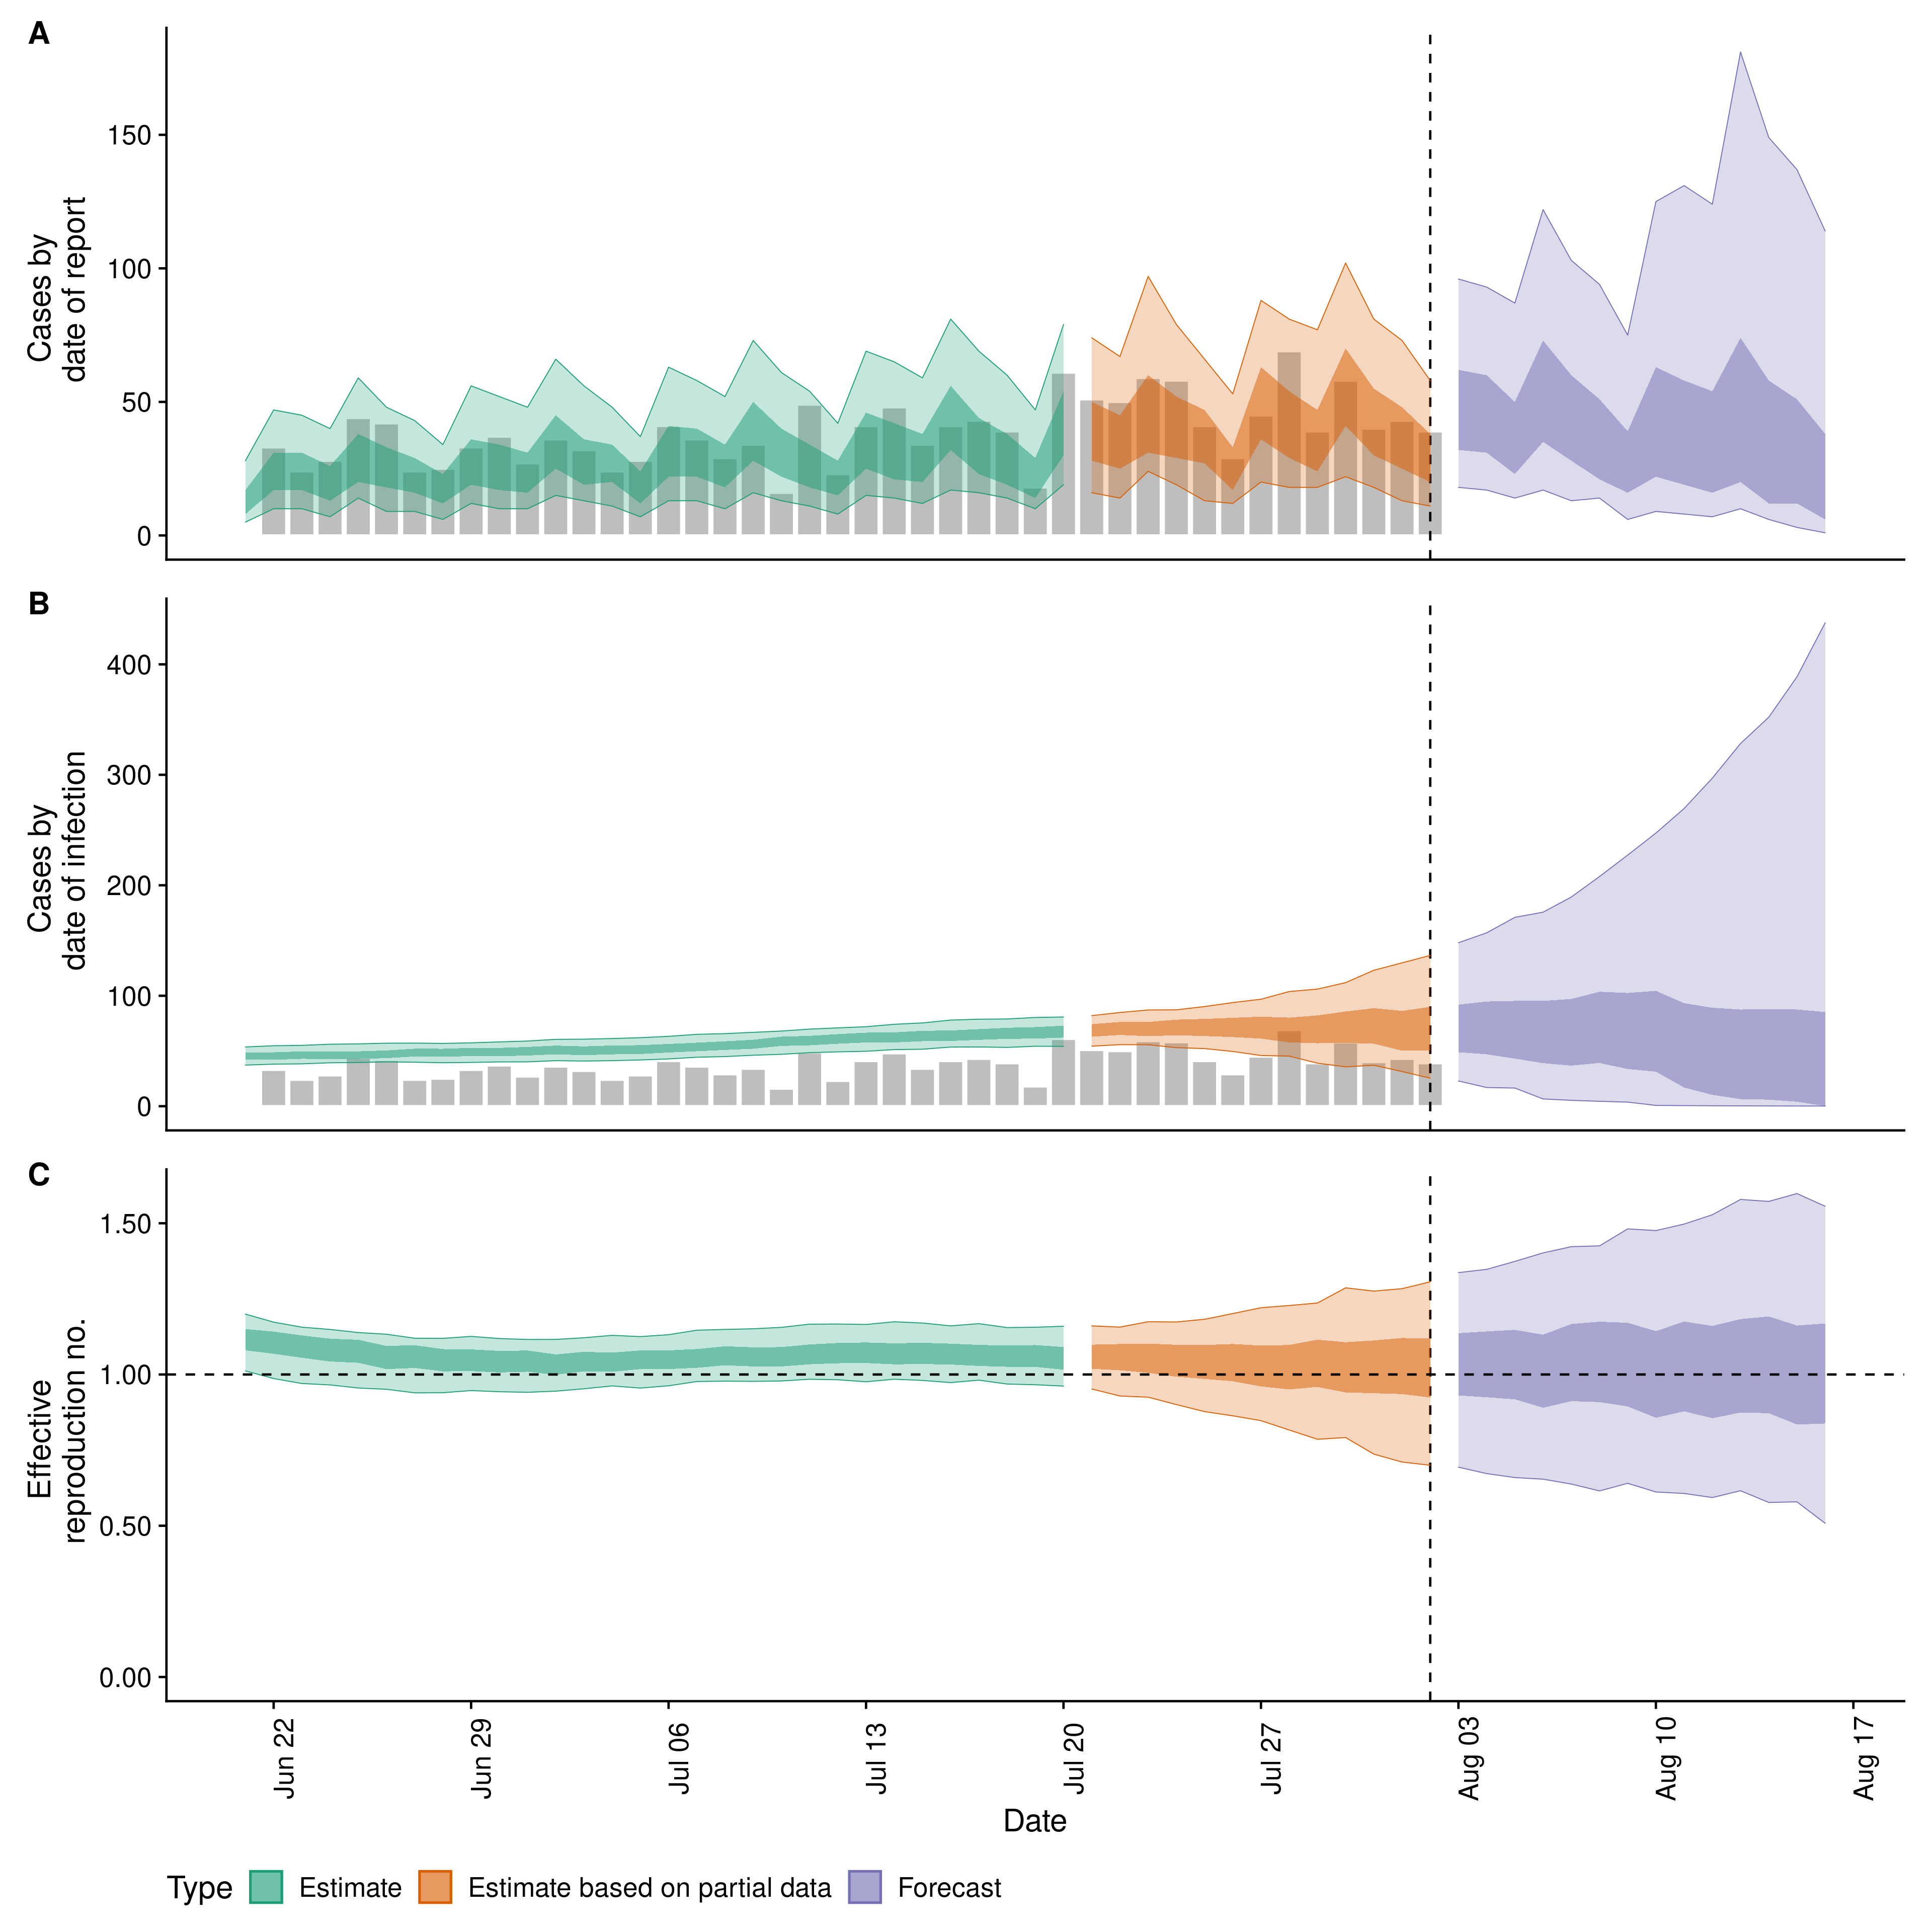 A
Cases by
date of report
150
100
50
0
B
Cases by
date of infection
400
300
200
100
0
C
Effective
reproduction no.
1.50
1.00
0.50
0.00
Jun 22
Jun 29
Jul 06
Jul 13
Jul 20
Jul 27
Aug 03
Aug 10
Aug 17
Date
Type Estimate Estimate based on partial data Forecast